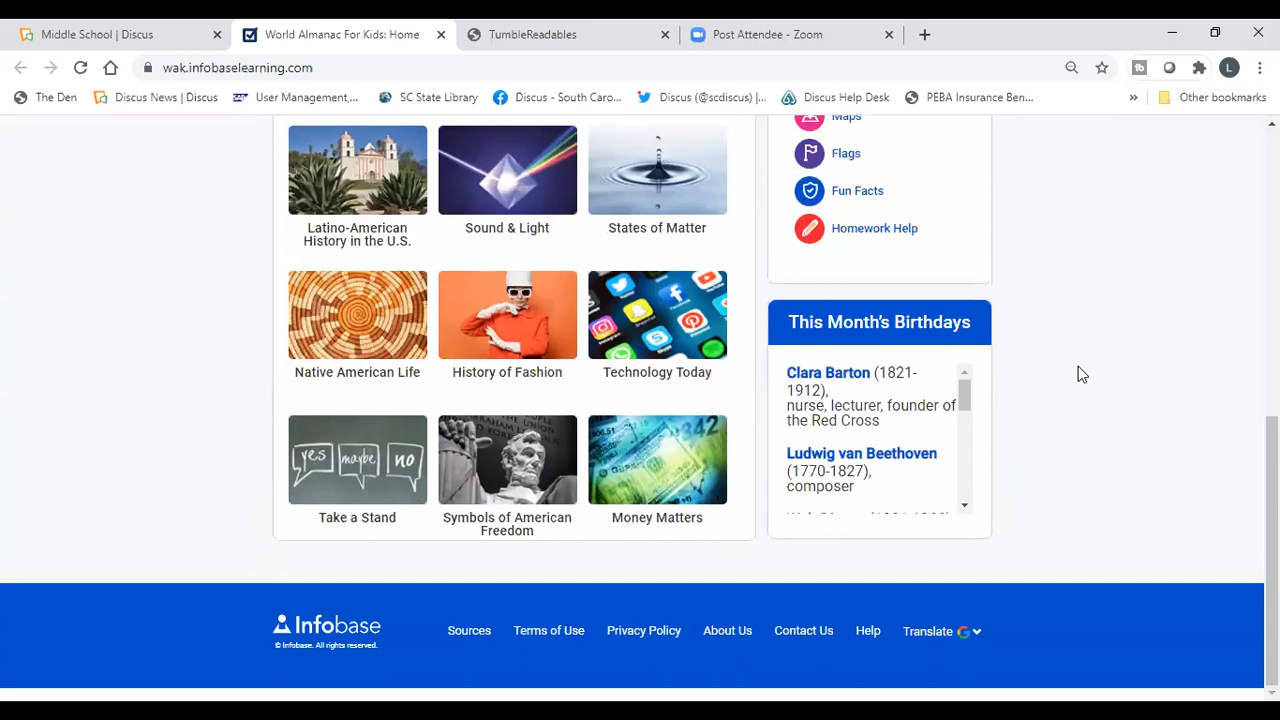 Middle School | Discus
World Almanac For Kids: Home
TumbleReadables
Post Attendee - Zoom
wak.infobaselearning.com
L
The Den
Discus News | Discus
User Management,...
SC State Library
Discus - South Caro...
Discus (@scdiscus) |...
Discus Help Desk
PEBA Insurance Ben...
»
Other bookmarks
Latino-American
History in the U.S.
Sound & Light
States of Matter
Native American Life
History of Fashion
Technology Today
yes
maybe
no
Take a Stand
Symbols of American
Freedom
Money Matters
Maps
Flags
Fun Facts
Homework Help
This Month's Birthdays
Clara Barton (1821-
1912),
nurse, lecturer, founder of
the Red Cross
Ludwig van Beethoven
(1770-1827),
composer
Infobase
© Infobase. All rights reserved.
Sources
Terms of Use
Privacy Policy
About Us
Contact Us
Help
Translate